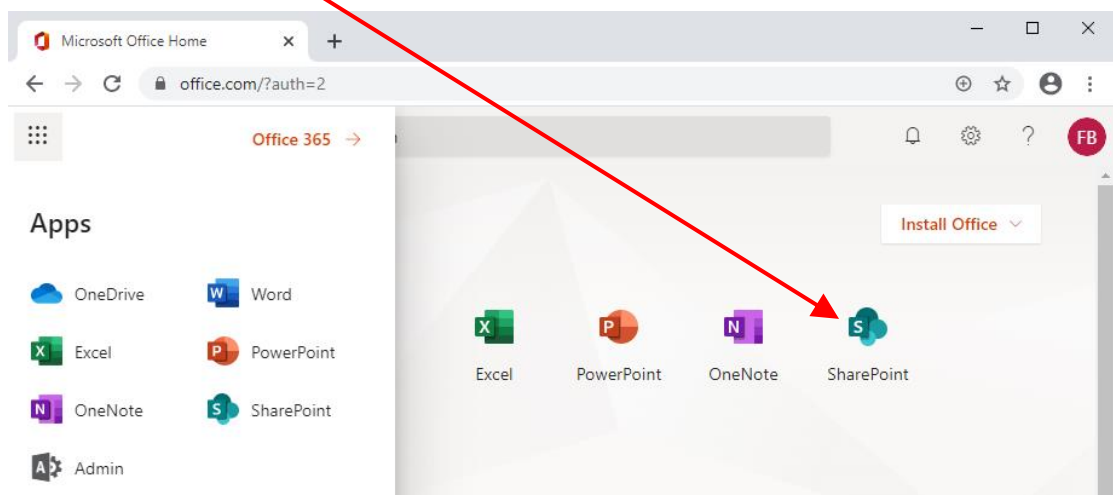 Microsoft Office Home
office.com/?auth=2
Office 365 →
FB
Apps
Install Office
OneDrive
Word
Excel
PowerPoint
OneNote
SharePoint
Admin
Excel
PowerPoint
OneNote
SharePoint